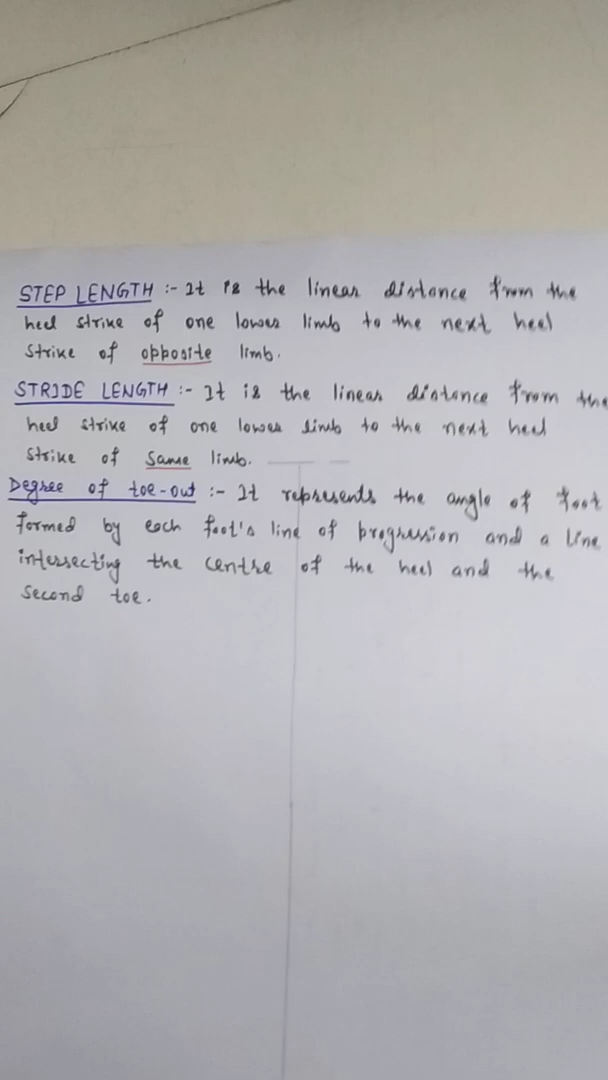 STEP LENGTH :- It is the linear distance from the
heel strike of one lower limb to the next heel
strike of opposite limb.
STRIDE LENGTH :- It is the linear distance from the
heel strike of one lower limb to the next heel
strike of same limb.
Degree of toe-out :- It represents the angle of foot
formed by each foot's line of progression and a line
intersecting the centre of the heel and the
second toe.